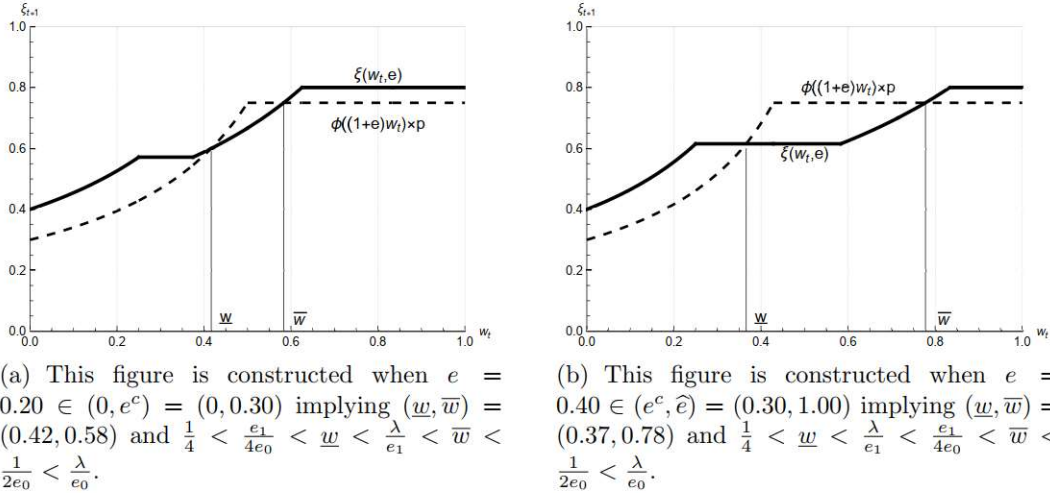 ξt+1
1.0
0.8
0.6
0.4
0.2
0.0
0.0 0.2 0.4 0.6 0.8 1.0
wt
ξ(wt,e)
ϕ((1+e)wt)×p
w
w̅
(a) This figure is constructed when e =
0.20 ∈ (0, e^c) = (0, 0.30) implying (w̲, w̅) =
(0.42, 0.58) and 1/4 < e1/4e0 < w̲ < λ/e1 < w̅ <
1/2e0 < λ/e0.
ξt+1
1.0
0.8
0.6
0.4
0.2
0.0
0.0 0.2 0.4 0.6 0.8 1.0
wt
ϕ((1+e)wt)×p
ξ(wt,e)
w
w̅
(b) This figure is constructed when e =
0.40 ∈ (e^c, ê) = (0.30, 1.00) implying (w̲, w̅) =
(0.37, 0.78) and 1/4 < w̲ < λ/e1 < e1/4e0 < w̅ <
1/2e0 < λ/e0.